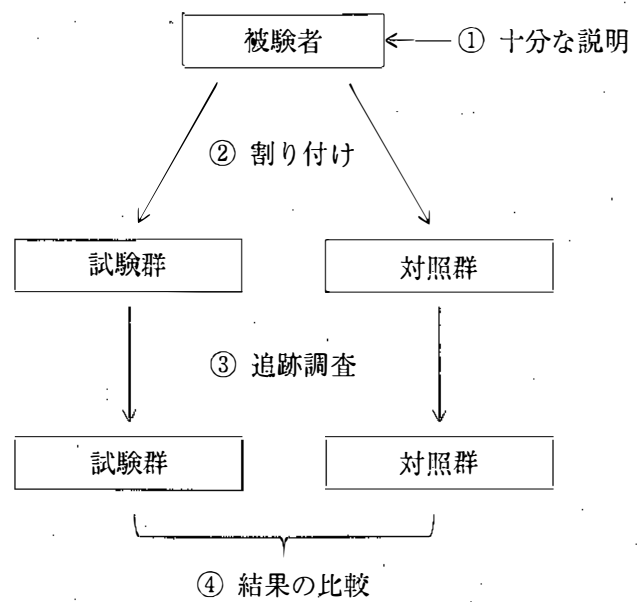 被験者
① 十分な説明
② 割り付け
試験群
対照群
③ 追跡調査
試験群
対照群
④ 結果の比較